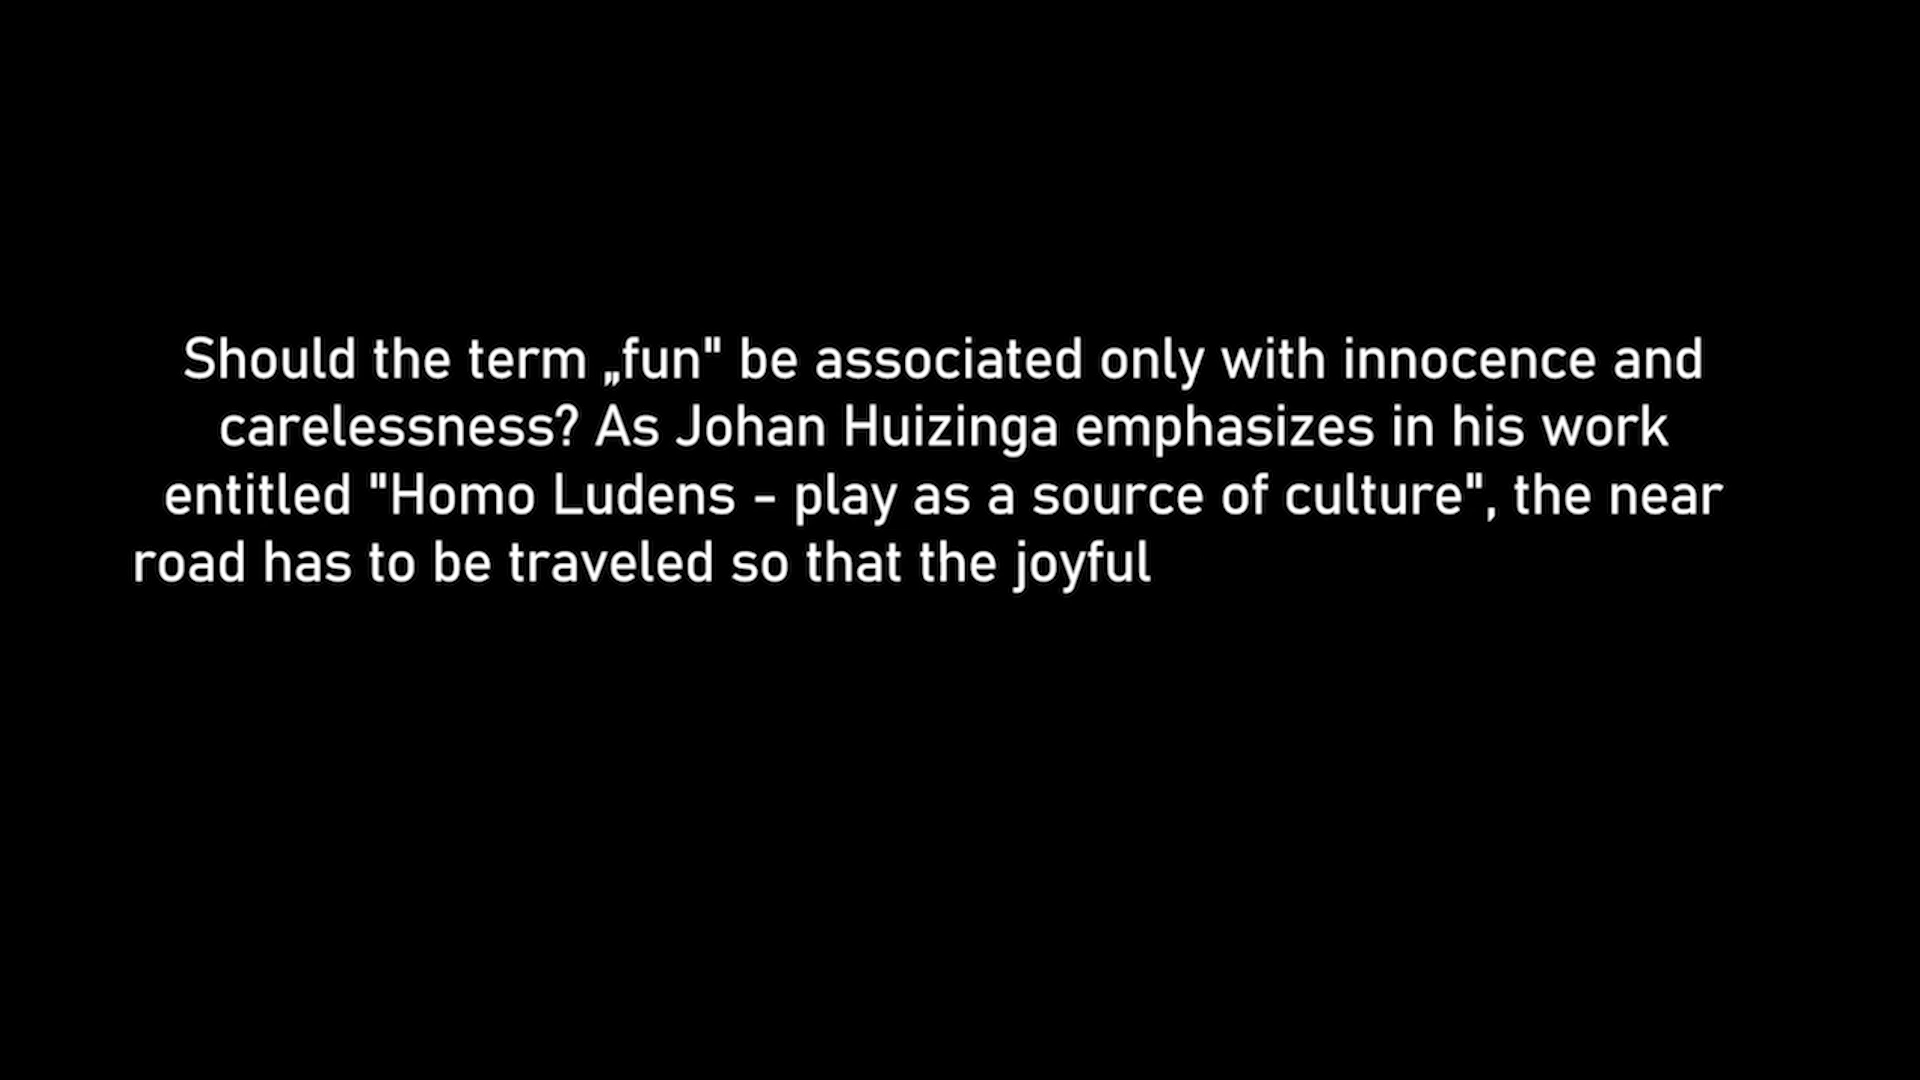 Should the term „fun" be associated only with innocence and
carelessness? As Johan Huizinga emphasizes in his work
entitled "Homo Ludens - play as a source of culture", the near
road has to be traveled so that the joyful